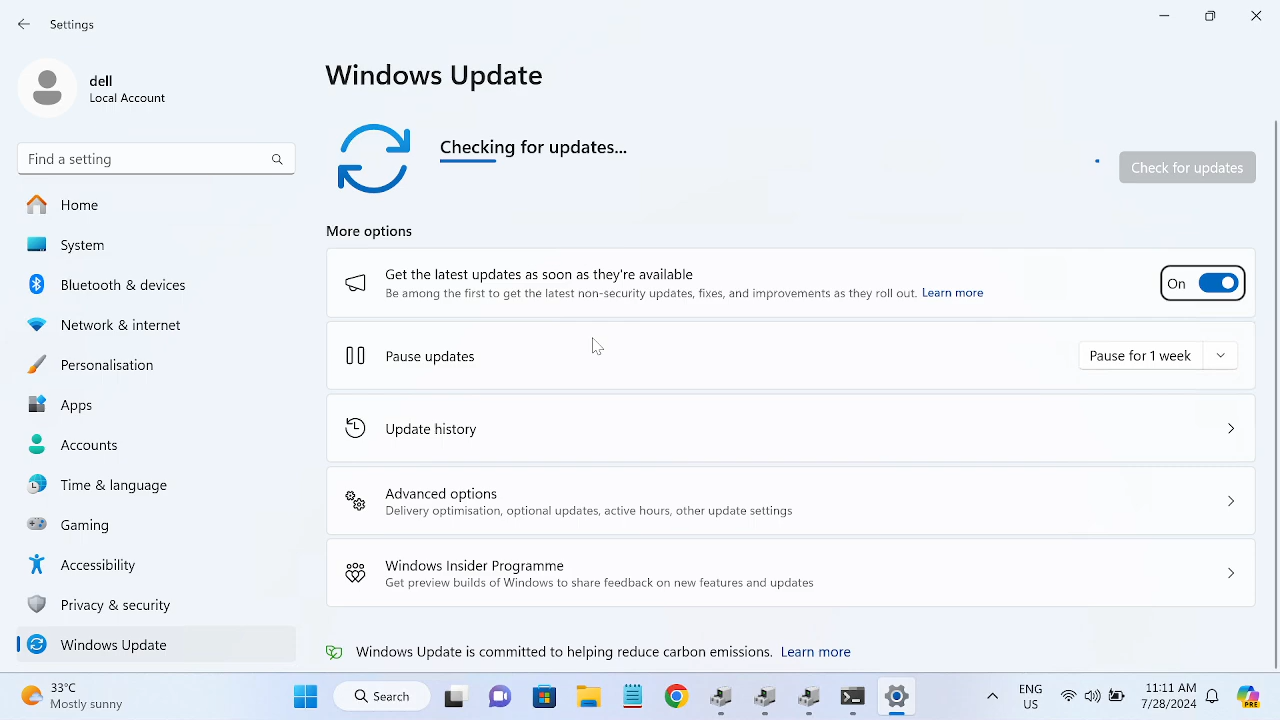 Settings
dell
Local Account
Find a setting
Home
System
Bluetooth & devices
Network & internet
Personalisation
Apps
Accounts
Time & language
Gaming
Accessibility
Privacy & security
Windows Update
Windows Update
Checking for updates...
Check for updates
More options
Get the latest updates as soon as they're available
Be among the first to get the latest non-security updates, fixes, and improvements as they roll out. Learn more
On
Pause updates
Pause for 1 week
Update history
Advanced options
Delivery optimisation, optional updates, active hours, other update settings
Windows Insider Programme
Get preview builds of Windows to share feedback on new features and updates
Windows Update is committed to helping reduce carbon emissions. Learn more
33°C
Mostly sunny
Search
ENG
US
11:11 AM
7/28/2024
PRE